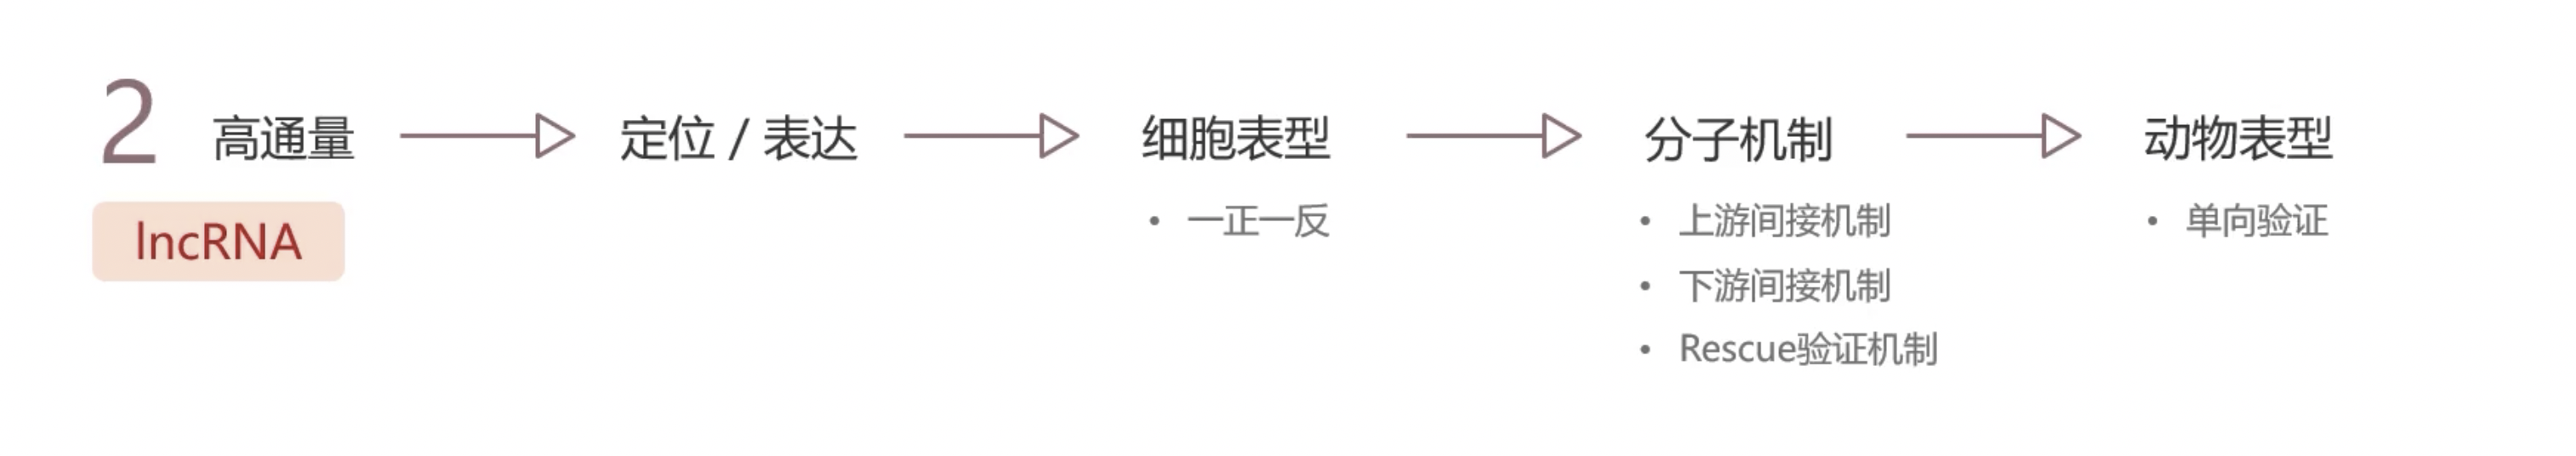 2 高通量 定位 / 表达 细胞表型 分子机制 动物表型
lncRNA
• 一正一反
• 上游间接机制
• 下游间接机制
• Rescue验证机制
• 单向验证